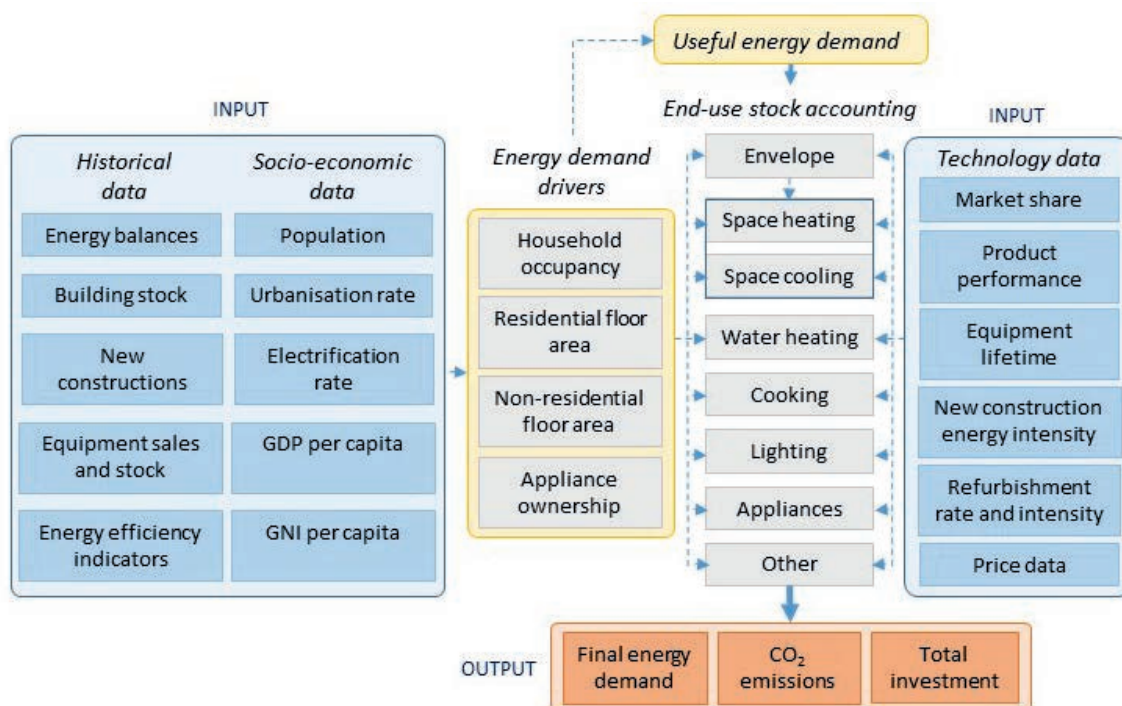 Useful energy demand
INPUT
Historical
data
Socio-economic
data
Energy balances
Population
Building stock
Urbanisation rate
New
constructions
Electrification
rate
Equipment sales
and stock
GDP per capita
Energy efficiency
indicators
GNI per capita
Energy demand
drivers
Household
occupancy
Residential floor
area
Non-residential
floor area
Appliance
ownership
End-use stock accounting
Envelope
Space heating
Space cooling
Water heating
Cooking
Lighting
Appliances
Other
INPUT
Technology data
Market share
Product
performance
Equipment
lifetime
New construction
energy intensity
Refurbishment
rate and intensity
Price data
OUTPUT
Final energy
demand
CO₂
emissions
Total
investment